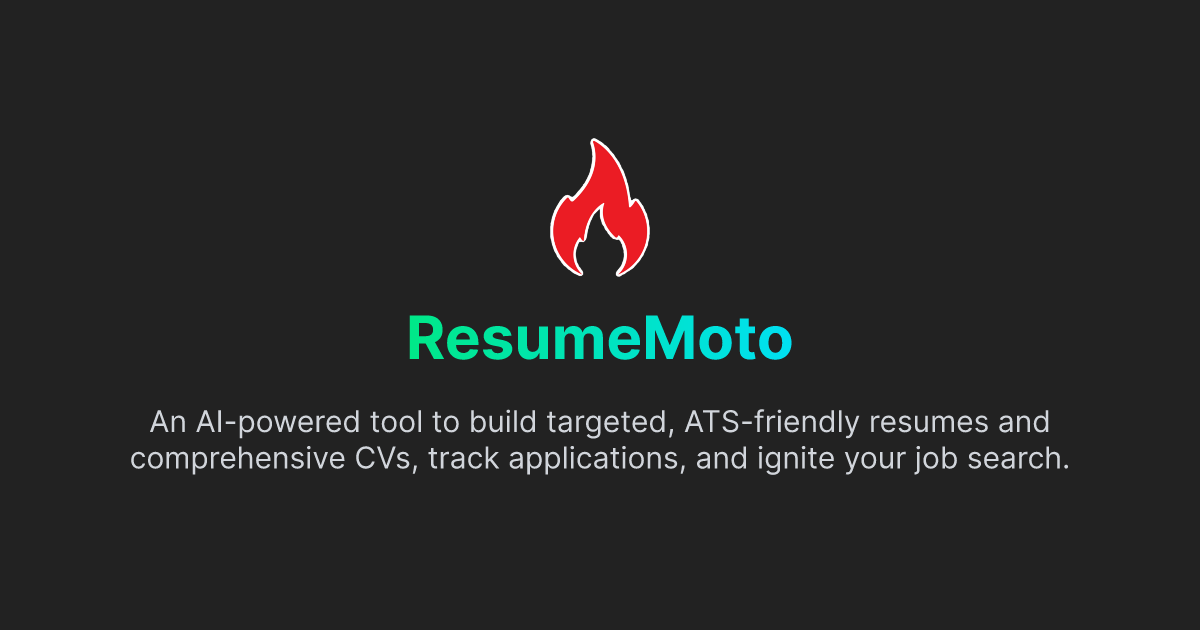 ResumeMoto
An AI-powered tool to build targeted, ATS-friendly resumes and
comprehensive CVs, track applications, and ignite your job search.